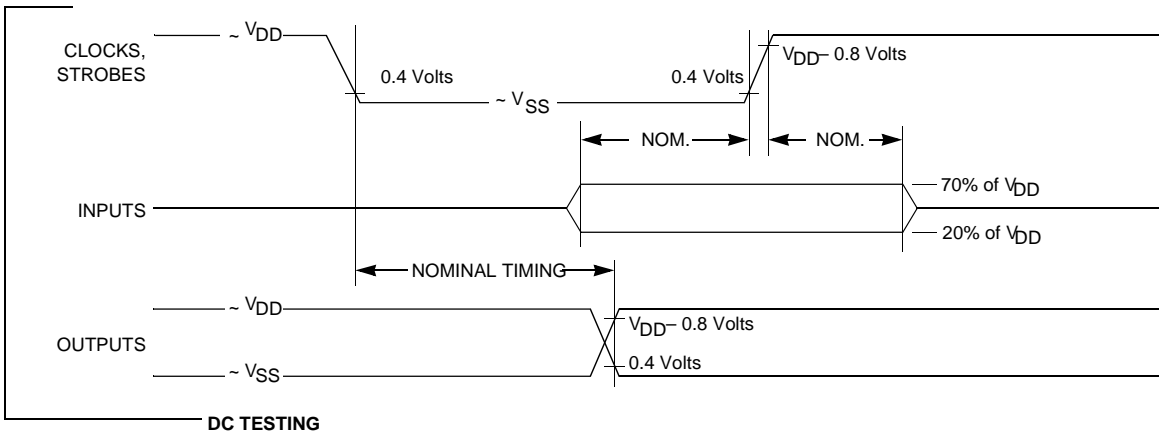 CLOCKS,
STROBES
~ VDD
0.4 Volts
~ VSS
0.4 Volts
VDD – 0.8 Volts
NOM.
NOM.
INPUTS
70% of VDD
20% of VDD
NOMINAL TIMING
OUTPUTS
~ VDD
VDD – 0.8 Volts
0.4 Volts
~ VSS
DC TESTING